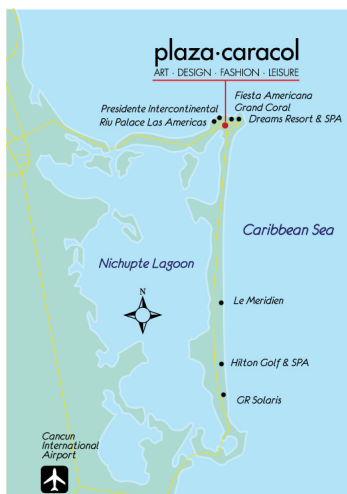 plaza·caracol
ART · DESIGN · FASHION · LEISURE
Fiesta Americana
Grand Coral
Presidente Intercontinental
Riu Palace Las Americas
Dreams Resort & SPA
Caribbean Sea
Nichupte Lagoon
N
Le Meridien
Hilton Golf & SPA
GR Solaris
Cancun
International
Airport